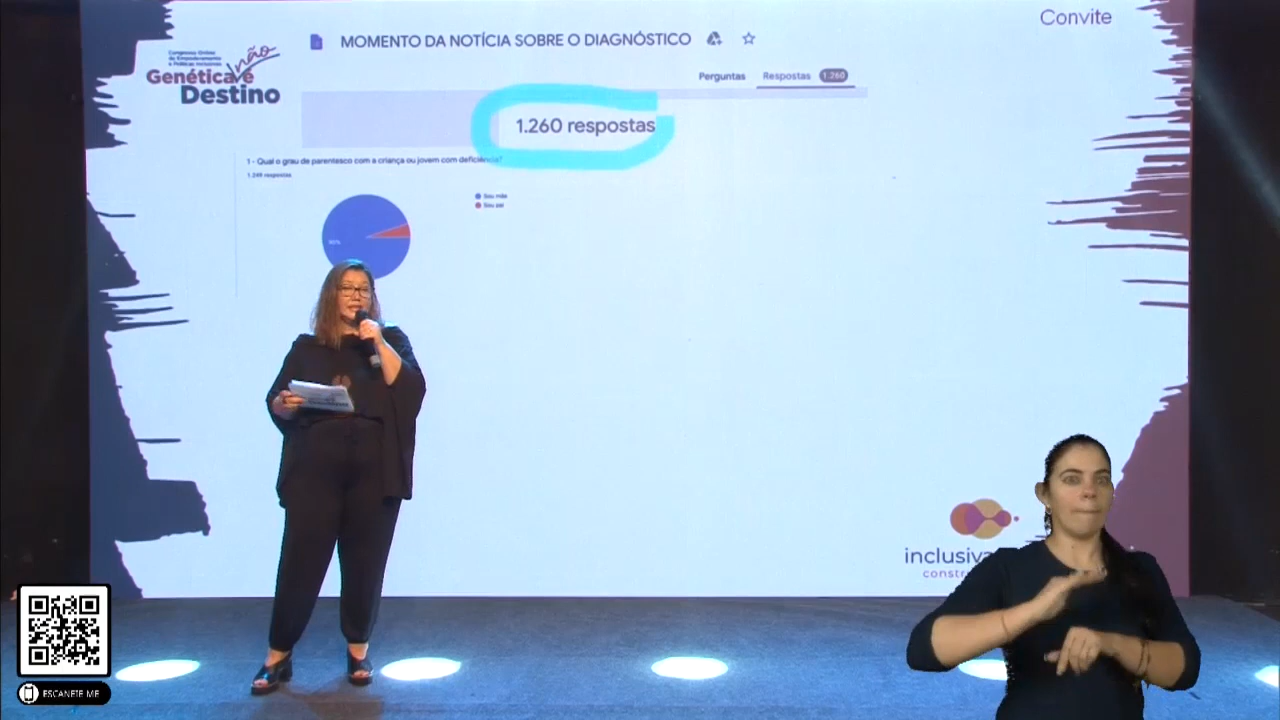 Convite
MOMENTO DA NOTÍCIA SOBRE O DIAGNÓSTICO
Congresso Online
de Empoderamento
e Práticas Inclusivas
não
Genética é
Destino
Perguntas Respostas 1.260
1.260 respostas
1 - Qual o grau de parentesco com a criança ou jovem com deficiência?
1.249 respostas
Sou mãe
Sou pai
inclusiva
constr
ESCANEIE ME